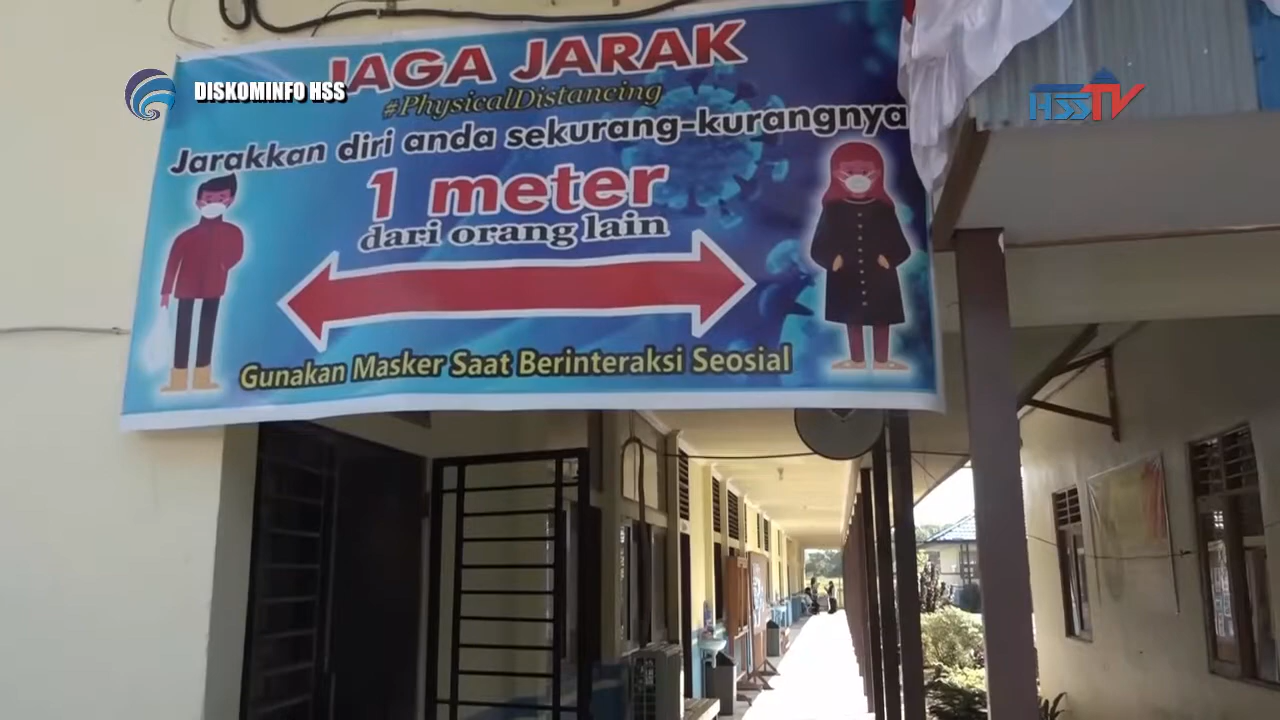 DISKOMINFO HSS
HSSTV
JAGA JARAK
#PhysicalDistancing
Jarakkan diri anda sekurang-kurangnya
1 meter
dari orang lain
Gunakan Masker Saat Berinteraksi Seosial